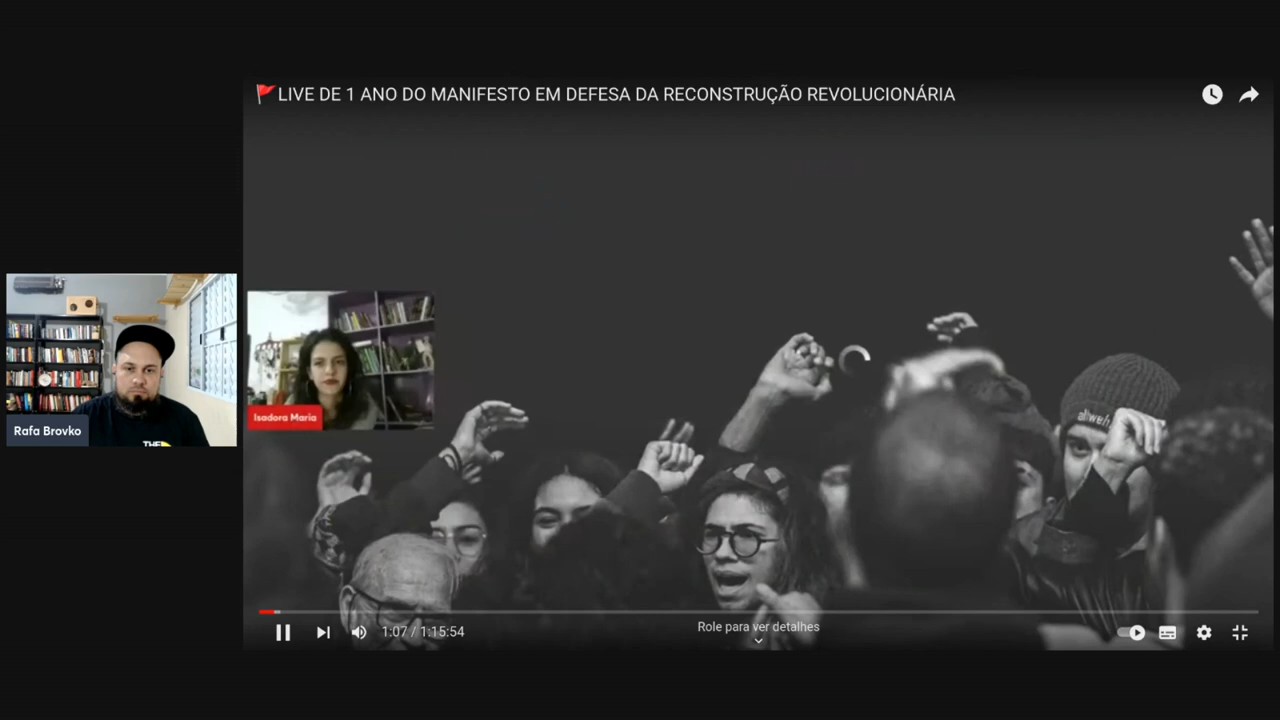 🚩LIVE DE 1 ANO DO MANIFESTO EM DEFESA DA RECONSTRUÇÃO REVOLUCIONÁRIA
Rafa Brovko
THE
Isadora Maria
1:07 / 1:15:54
Role para ver detalhes